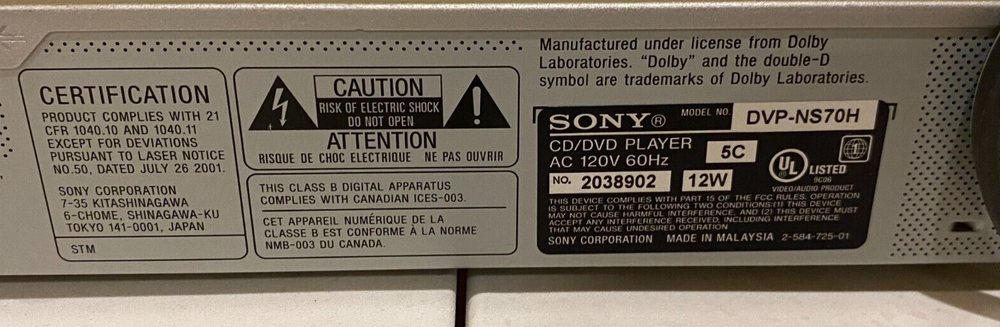 CERTIFICATION
PRODUCT COMPLIES WITH 21
CFR 1040.10 AND 1040.11
EXCEPT FOR DEVIATIONS
PURSUANT TO LASER NOTICE
NO.50, DATED JULY 26 2001.
SONY CORPORATION
7-35 KITASHINAGAWA
6-CHOME, SHINAGAWA-KU
TOKYO 141-0001, JAPAN
STM
CAUTION
RISK OF ELECTRIC SHOCK
DO NOT OPEN
ATTENTION
RISQUE DE CHOC ELECTRIQUE NE PAS OUVRIR
THIS CLASS B DIGITAL APPARATUS
COMPLIES WITH CANADIAN ICES-003.
CET APPAREIL NUMÉRIQUE DE LA
CLASSE B EST CONFORME À LA NORME
NMB-003 DU CANADA.
Manufactured under license from Dolby
Laboratories. "Dolby" and the double-D
symbol are trademarks of Dolby Laboratories.
SONY® MODEL NO. DVP-NS70H
CD/DVD PLAYER
AC 120V 60Hz 5C
NO. 2038902 12W
UL LISTED
9C06
VIDEO/AUDIO PRODUCT
THIS DEVICE COMPLIES WITH PART 15 OF THE FCC RULES. OPERATION
IS SUBJECT TO THE FOLLOWING TWO CONDITIONS:(1) THIS DEVICE
MAY NOT CAUSE HARMFUL INTERFERENCE, AND (2) THIS DEVICE MUST
ACCEPT ANY INTERFERENCE RECEIVED, INCLUDING INTERFERENCE
THAT MAY CAUSE UNDESIRED OPERATION
SONY CORPORATION MADE IN MALAYSIA 2-584-725-01